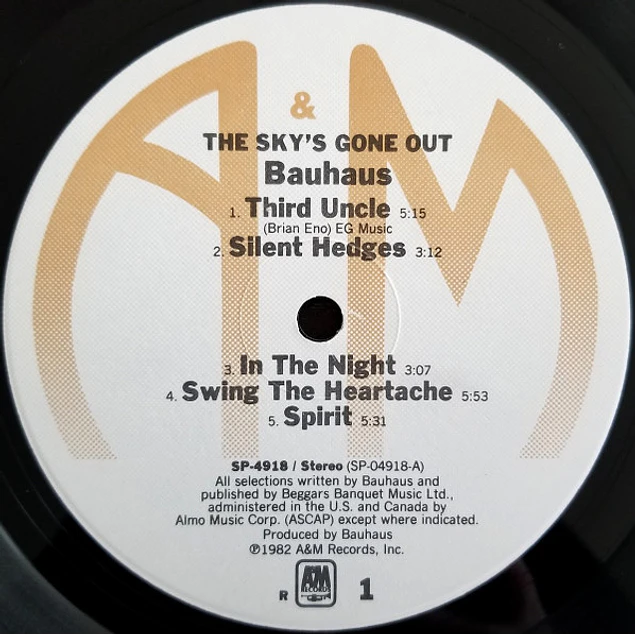 A & M
THE SKY'S GONE OUT
Bauhaus
1. Third Uncle 5:15
(Brian Eno) EG Music
2. Silent Hedges 3:12
3. In The Night 3:07
4. Swing The Heartache 5:53
5. Spirit 5:31
SP-4918 / Stereo (SP-04918-A)
All selections written by Bauhaus and
published by Beggars Banquet Music Ltd.,
administered in the U.S. and Canada by
Almo Music Corp. (ASCAP) except where indicated.
Produced by Bauhaus
℗1982 A&M Records, Inc.
R A&M RECORDS 1